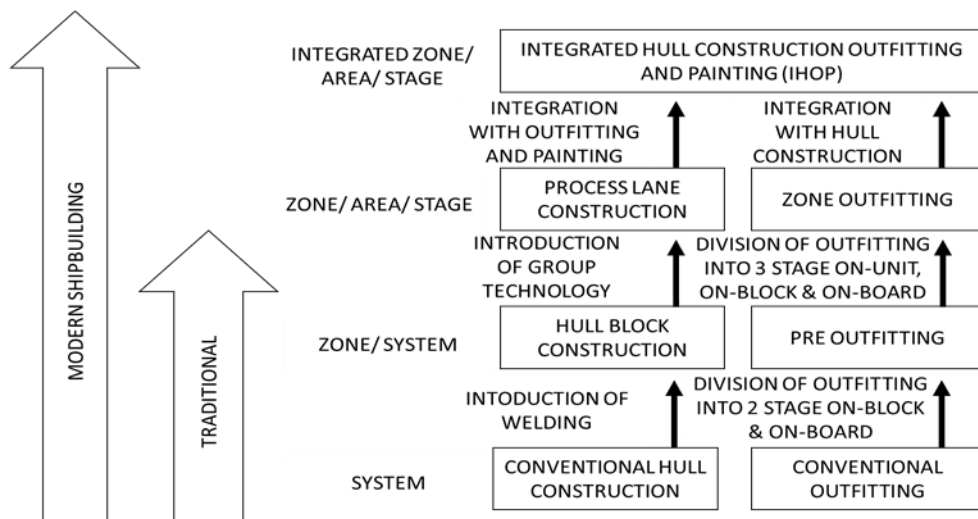 INTEGRATED ZONE/
AREA/ STAGE
INTEGRATED HULL CONSTRUCTION OUTFITTING
AND PAINTING (IHOP)
INTEGRATION
WITH OUTFITTING
AND PAINTING
INTEGRATION
WITH HULL
CONSTRUCTION
ZONE/ AREA/ STAGE
PROCESS LANE
CONSTRUCTION
ZONE OUTFITTING
INTRODUCTION
OF GROUP
TECHNOLOGY
DIVISION OF OUTFITTING
INTO 3 STAGE ON-UNIT,
ON-BLOCK & ON-BOARD
ZONE/ SYSTEM
HULL BLOCK
CONSTRUCTION
PRE OUTFITTING
INTODUCTION OF
WELDING
DIVISION OF OUTFITTING
INTO 2 STAGE ON-BLOCK
& ON-BOARD
SYSTEM
CONVENTIONAL HULL
CONSTRUCTION
CONVENTIONAL
OUTFITTING
MODERN SHIPBUILDING
TRADITIONAL